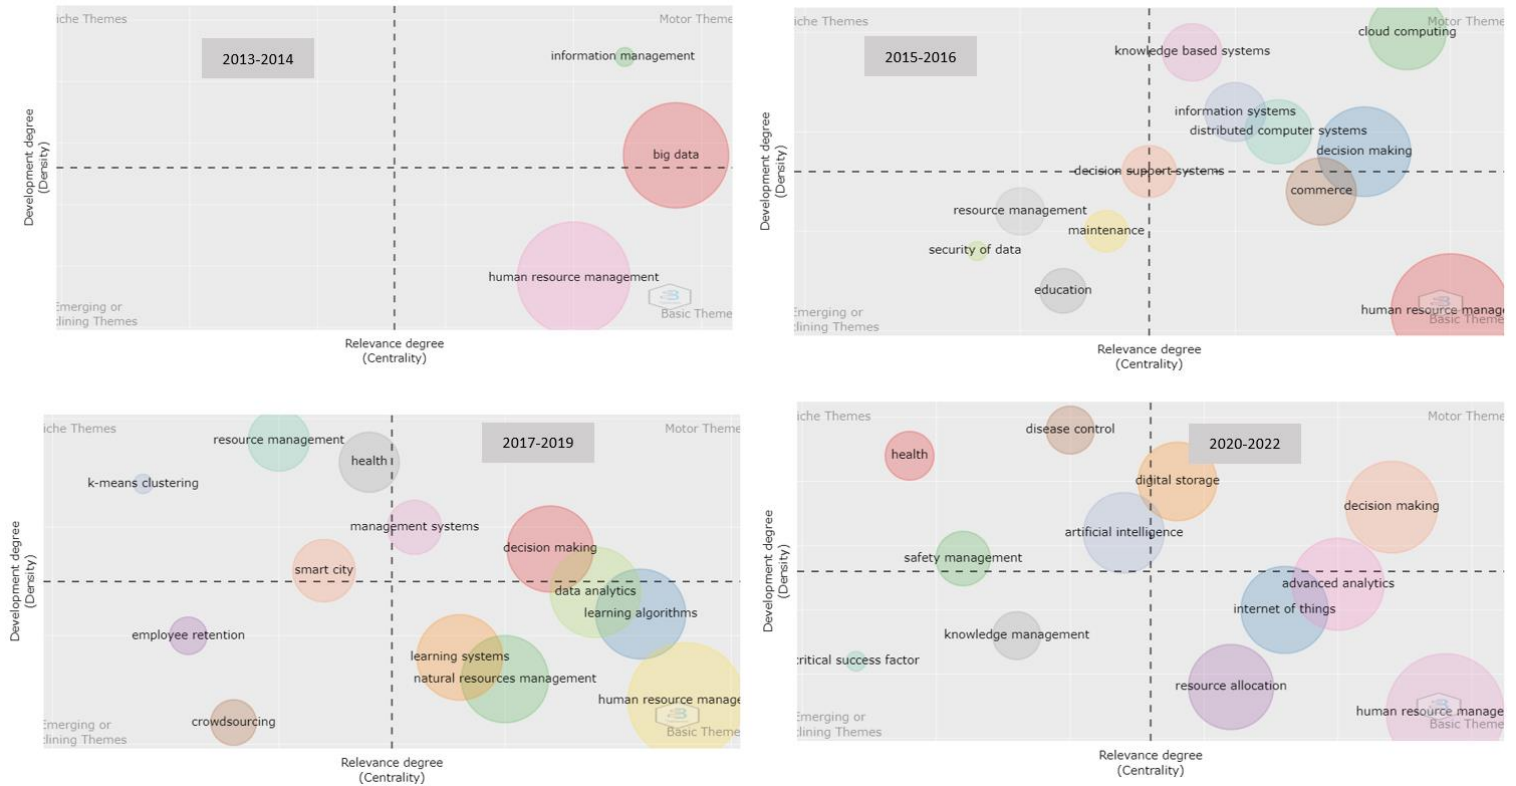 iche Themes
Motor Theme
2013-2014
information management
big data
human resource management
Emerging or
clining Themes
Basic Theme
Development degree
(Density)
Relevance degree
(Centrality)
iche Themes
Motor Theme
2015-2016
cloud computing
knowledge based systems
information systems
distributed computer systems
decision making
decision support systems
commerce
resource management
maintenance
security of data
education
human resource manage
Emerging or
clining Themes
Basic Theme
Development degree
(Density)
Relevance degree
(Centrality)
iche Themes
Motor Theme
2017-2019
resource management
health
k-means clustering
management systems
decision making
smart city
data analytics
learning algorithms
employee retention
learning systems
natural resources management
human resource manage
crowdsourcing
Emerging or
clining Themes
Basic Theme
Development degree
(Density)
Relevance degree
(Centrality)
iche Themes
Motor Theme
2020-2022
disease control
health
digital storage
decision making
artificial intelligence
safety management
advanced analytics
internet of things
knowledge management
critical success factor
resource allocation
human resource manage
Emerging or
clining Themes
Basic Theme
Development degree
(Density)
Relevance degree
(Centrality)